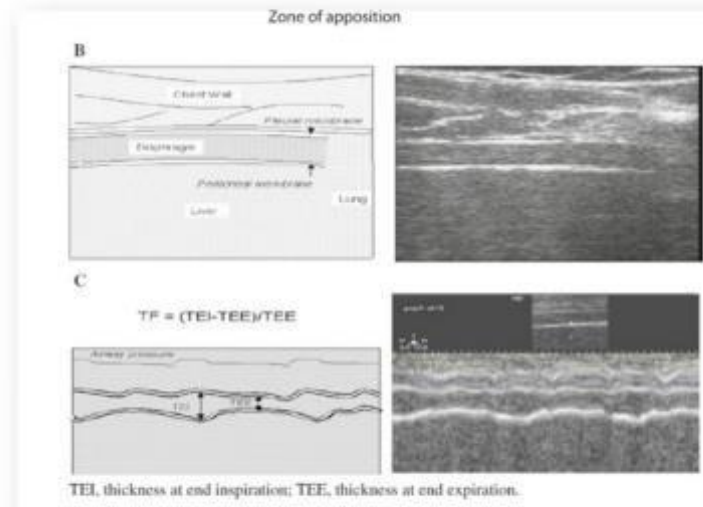 Zone of apposition
B
Chest Wall
Pleural membrane
Diaphragm
Peritoneal membrane
Lung
Liver
C
TF = (TEI-TEE)/TEE
Airway pressure
TEI
TEE
TEI, thickness at end inspiration; TEE, thickness at end expiration.